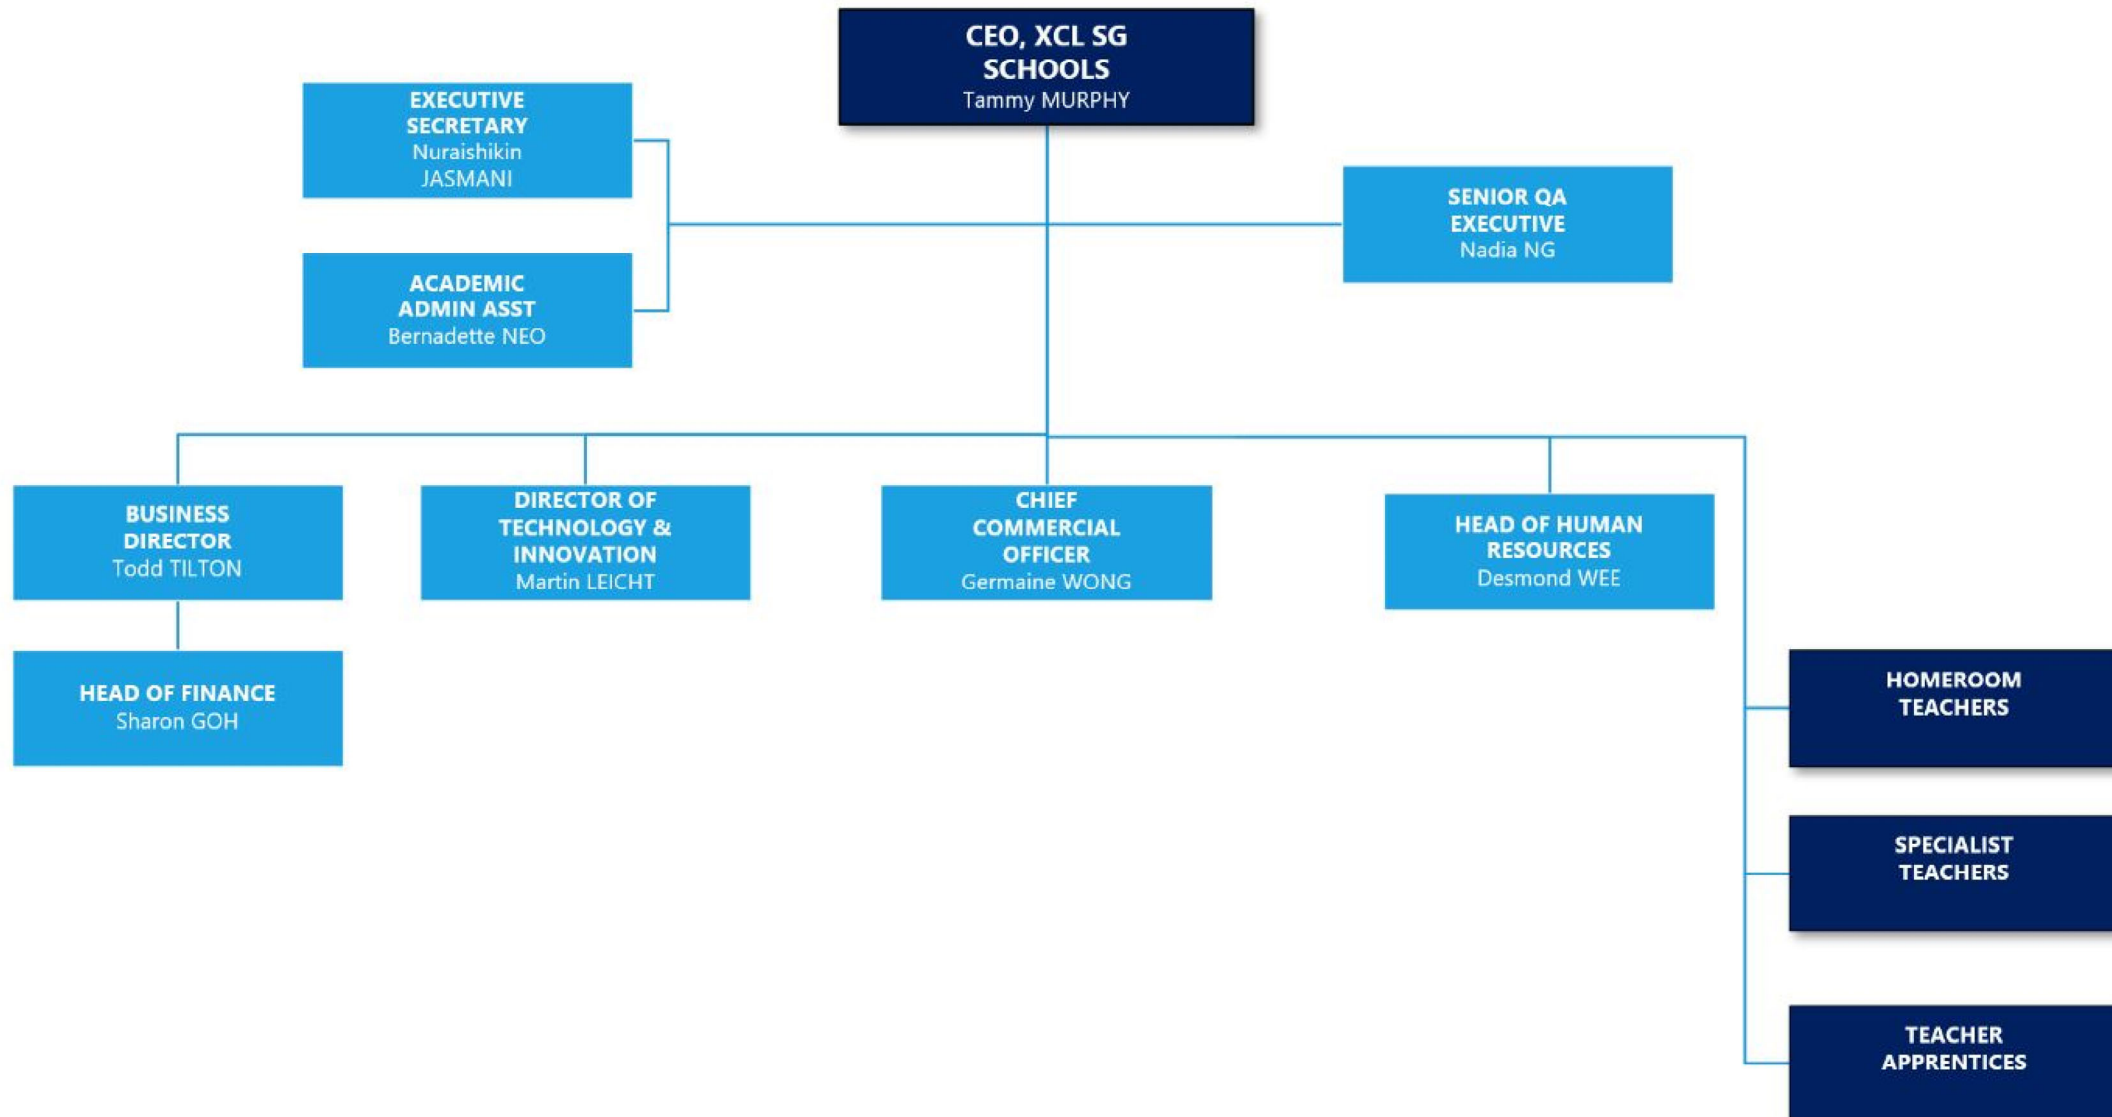 CEO, XCL SG
SCHOOLS
Tammy MURPHY
EXECUTIVE
SECRETARY
Nuraishikin
JASMANI
SENIOR QA
EXECUTIVE
Nadia NG
ACADEMIC
ADMIN ASST
Bernadette NEO
BUSINESS
DIRECTOR
Todd TILTON
DIRECTOR OF
TECHNOLOGY &
INNOVATION
Martin LEICHT
CHIEF
COMMERCIAL
OFFICER
Germaine WONG
HEAD OF HUMAN
RESOURCES
Desmond WEE
HEAD OF FINANCE
Sharon GOH
HOMEROOM
TEACHERS
SPECIALIST
TEACHERS
TEACHER
APPRENTICES